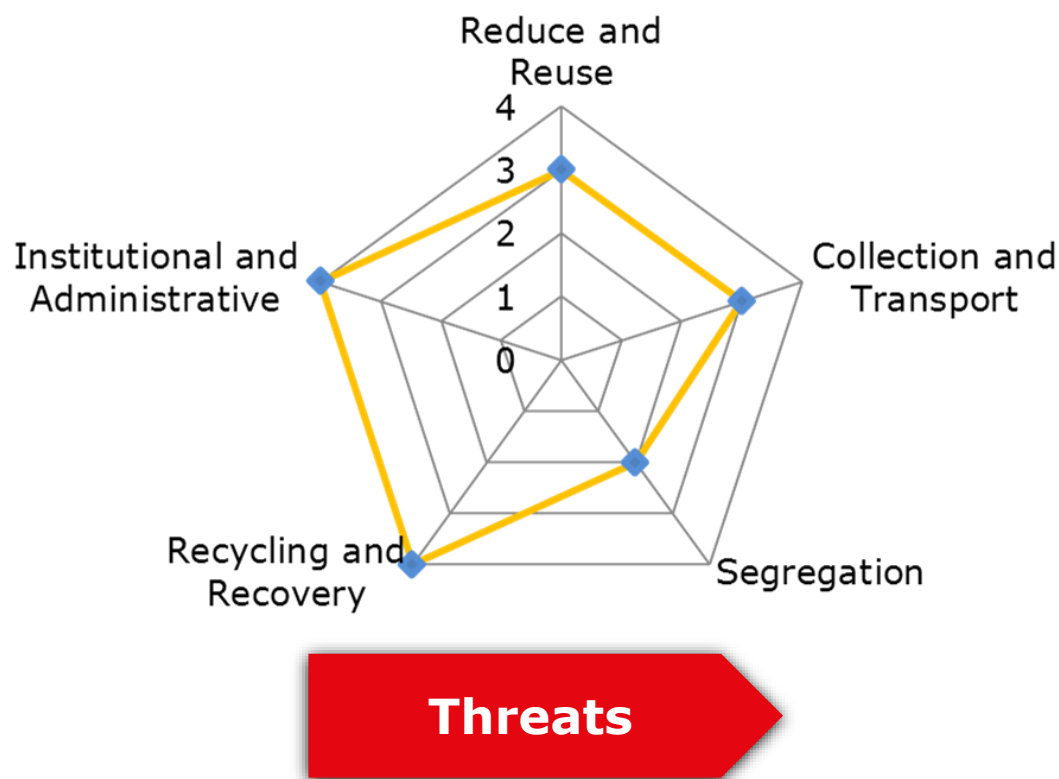 Reduce and
Reuse
4
3
2
1
0
Institutional and
Administrative
Collection and
Transport
Recycling and
Recovery
Segregation
Threats